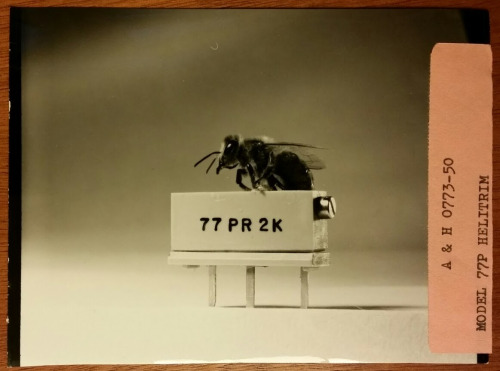 77 PR 2K
A & H 0773-50
MODEL 77P HELITRIM